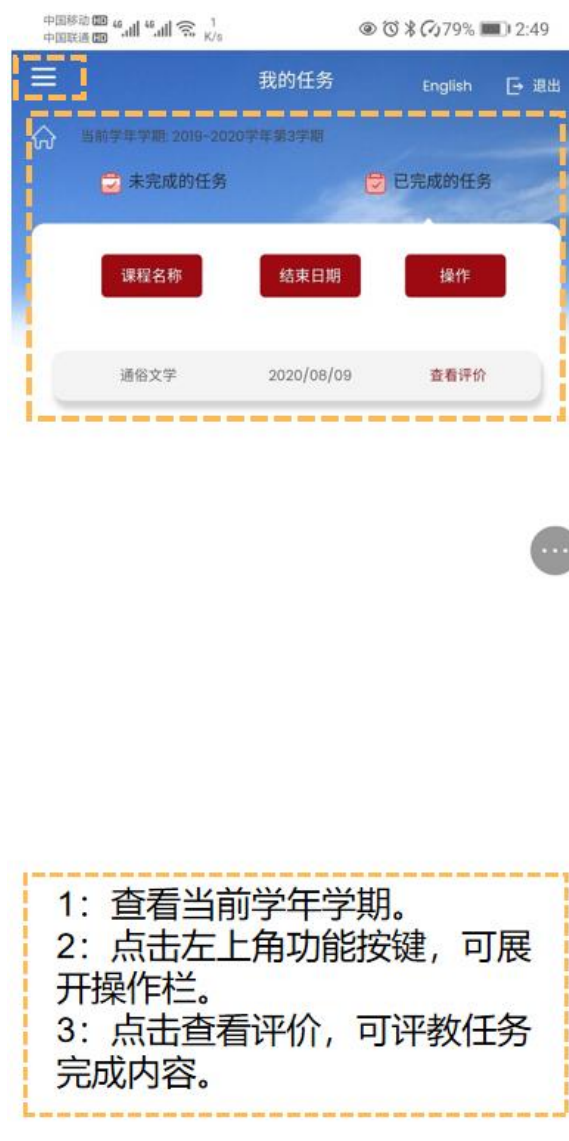 中国移动 HD 4G 4G 1
中国联通 HD K/s 79% 2:49
我的任务 English 退出
当前学年学期: 2019-2020学年第3学期
未完成的任务 已完成的任务
课程名称 结束日期 操作
通俗文学 2020/08/09 查看评价
1：查看当前学年学期。
2：点击左上角功能按键，可展
开操作栏。
3：点击查看评价，可评教任务
完成内容。